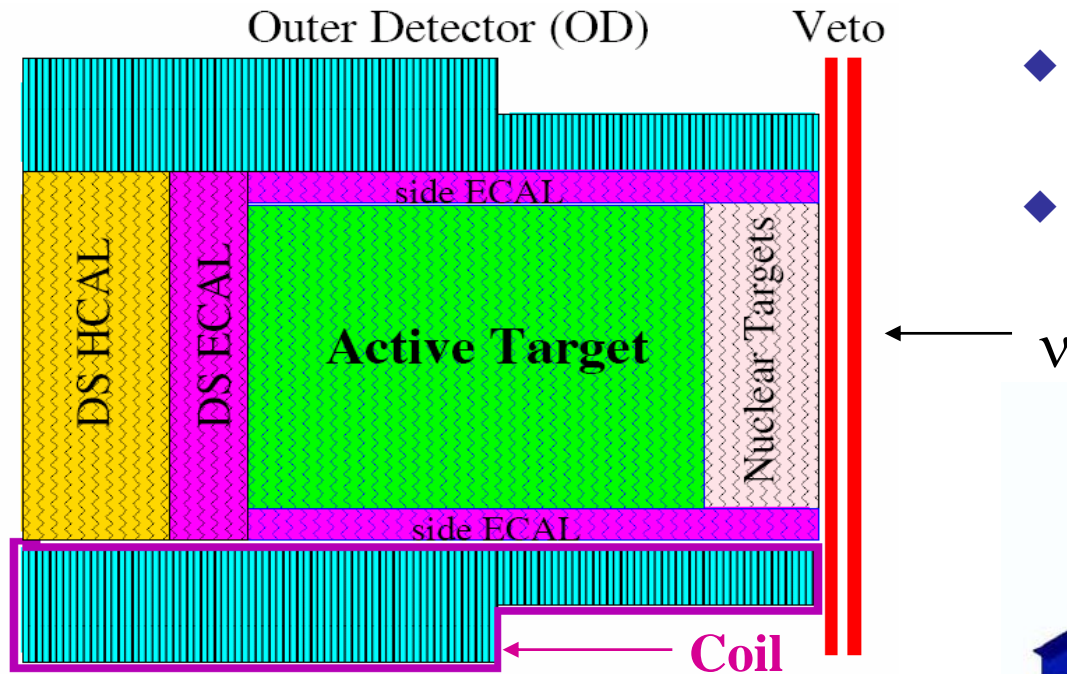 Outer Detector (OD)
Veto
side ECAL
DS HCAL
DS ECAL
Active Target
Nuclear Targets
ν
side ECAL
Coil